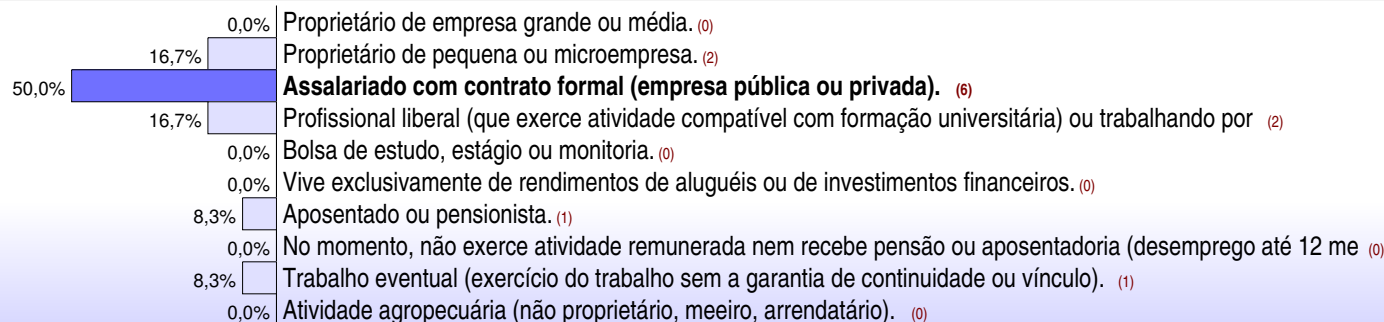 0,0% Proprietário de empresa grande ou média. (0)
16,7% Proprietário de pequena ou microempresa. (2)
50,0% Assalariado com contrato formal (empresa pública ou privada). (6)
16,7% Profissional liberal (que exerce atividade compatível com formação universitária) ou trabalhando por (2)
0,0% Bolsa de estudo, estágio ou monitoria. (0)
0,0% Vive exclusivamente de rendimentos de aluguéis ou de investimentos financeiros. (0)
8,3% Aposentado ou pensionista. (1)
0,0% No momento, não exerce atividade remunerada nem recebe pensão ou aposentadoria (desemprego até 12 me (0)
8,3% Trabalho eventual (exercício do trabalho sem a garantia de continuidade ou vínculo). (1)
0,0% Atividade agropecuária (não proprietário, meeiro, arrendatário). (0)